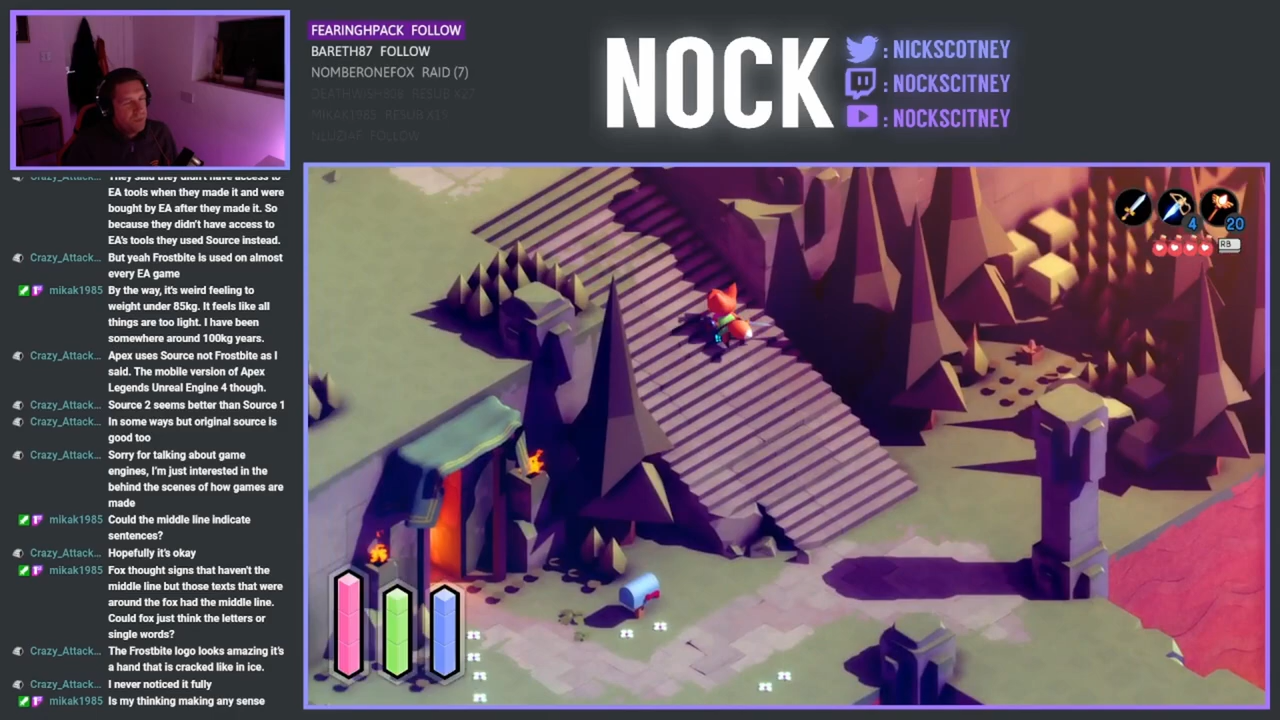 FEARINGHPACK FOLLOW
BARETH87 FOLLOW
NOMBERONEFOX RAID (7)
DEATHWISH808 RESUB X27
MIKAK1985 RESUB X19
NLUZIAF FOLLOW
NOCK
: NICKSCOTNEY
: NOCKSCITNEY
: NOCKSCITNEY
Crazy_Attack... They said they didn't have access to
EA tools when they made it and were
bought by EA after they made it. So
because they didn't have access to
EA's tools they used Source instead.
Crazy_Attack... But yeah Frostbite is used on almost
every EA game
mikak1985 By the way, it's weird feeling to
weight under 85kg. It feels like all
things are too light. I have been
somewhere around 100kg years.
Crazy_Attack... Apex uses Source not Frostbite as I
said. The mobile version of Apex
Legends Unreal Engine 4 though.
Crazy_Attack... Source 2 seems better than Source 1
Crazy_Attack... In some ways but original source is
good too
Crazy_Attack... Sorry for talking about game
engines, I'm just interested in the
behind the scenes of how games are
made
mikak1985 Could the middle line indicate
sentences?
Crazy_Attack... Hopefully it's okay
mikak1985 Fox thought signs that haven't the
middle line but those texts that were
around the fox had the middle line.
Could fox just think the letters or
single words?
Crazy_Attack... The Frostbite logo looks amazing it's
a hand that is cracked like in ice.
Crazy_Attack... I never noticed it fully
mikak1985 Is my thinking making any sense
4
20
RB